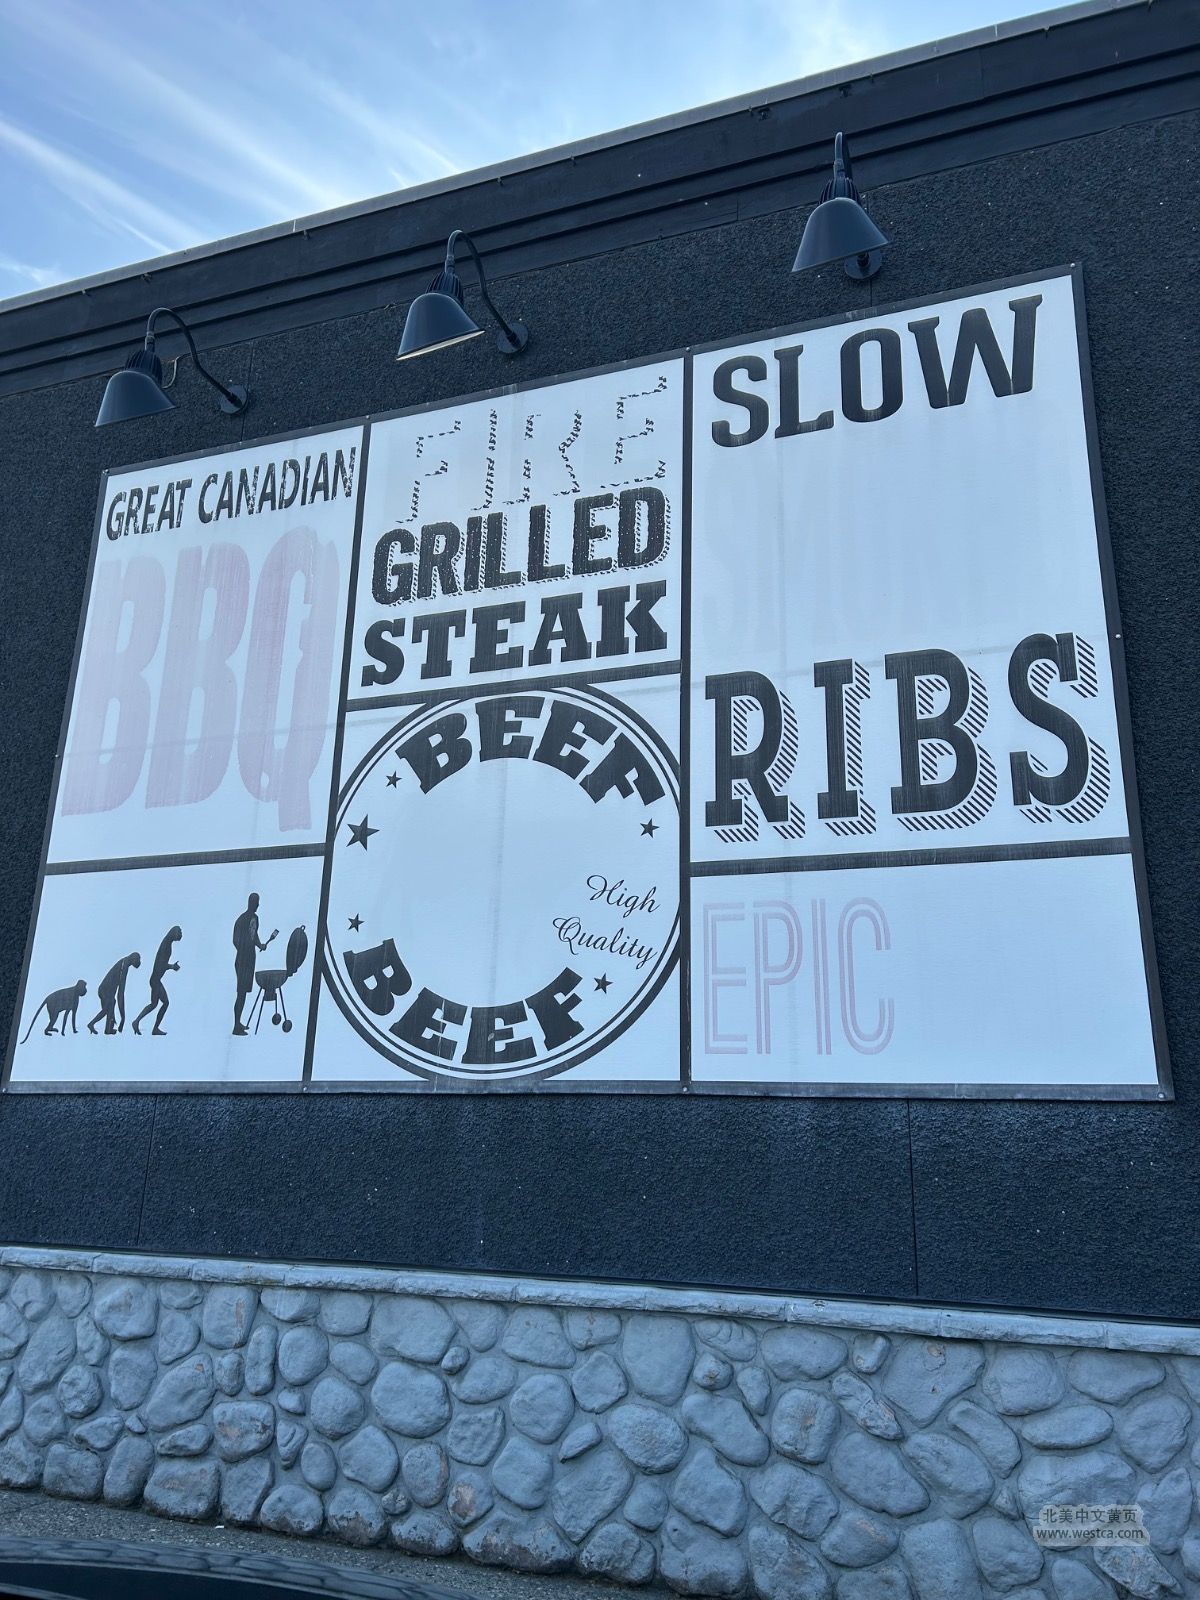 GREAT CANADIAN
BBQ
FIRE
GRILLED
STEAK
BEEF
High
Quality
BEEF
SLOW
RIBS
EPIC
北美中文黄页
www.westca.com